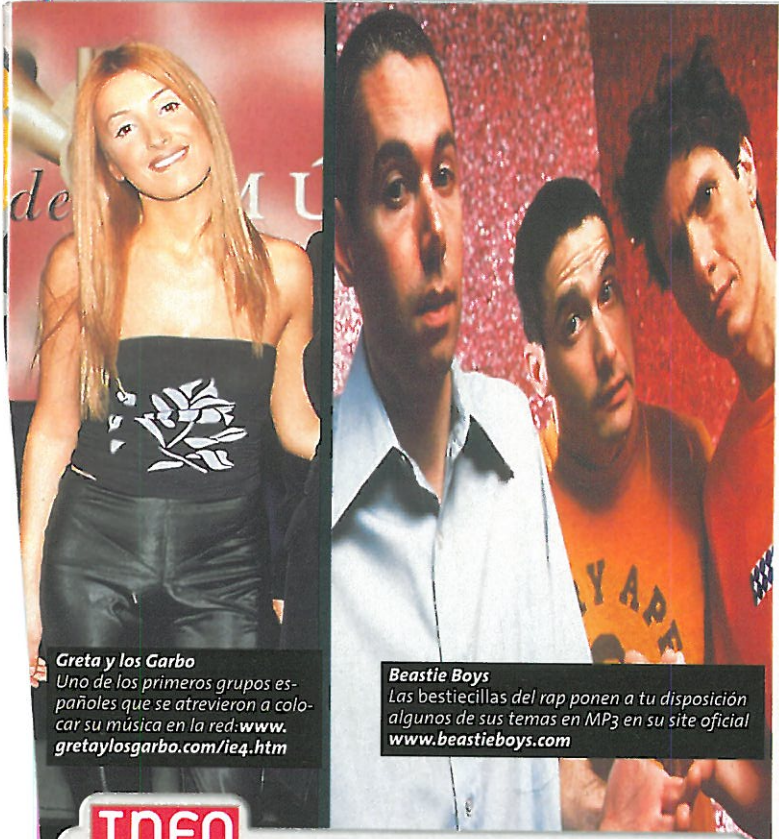 de MÚ
Greta y los Garbo
Uno de los primeros grupos es-
pañoles que se atrevieron a colo-
car su música en la red:www.
gretaylosgarbo.com/ie4.htm
Beastie Boys
Las bestiecillas del rap ponen a tu disposición
algunos de sus temas en MP3 en su site oficial
www.beastieboys.com